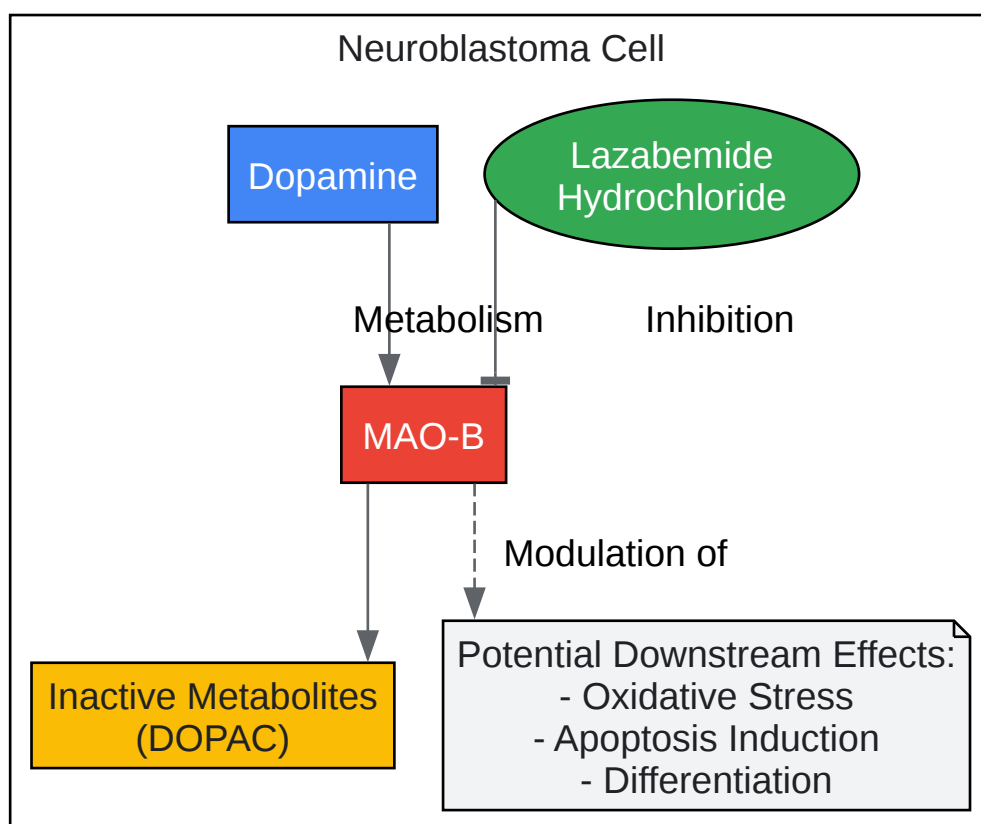 Neuroblastoma Cell
Dopamine
Lazabemide
Hydrochloride
Metabolism
Inhibition
MAO-B
Modulation of
Inactive Metabolites
(DOPAC)
Potential Downstream Effects:
- Oxidative Stress
- Apoptosis Induction
- Differentiation